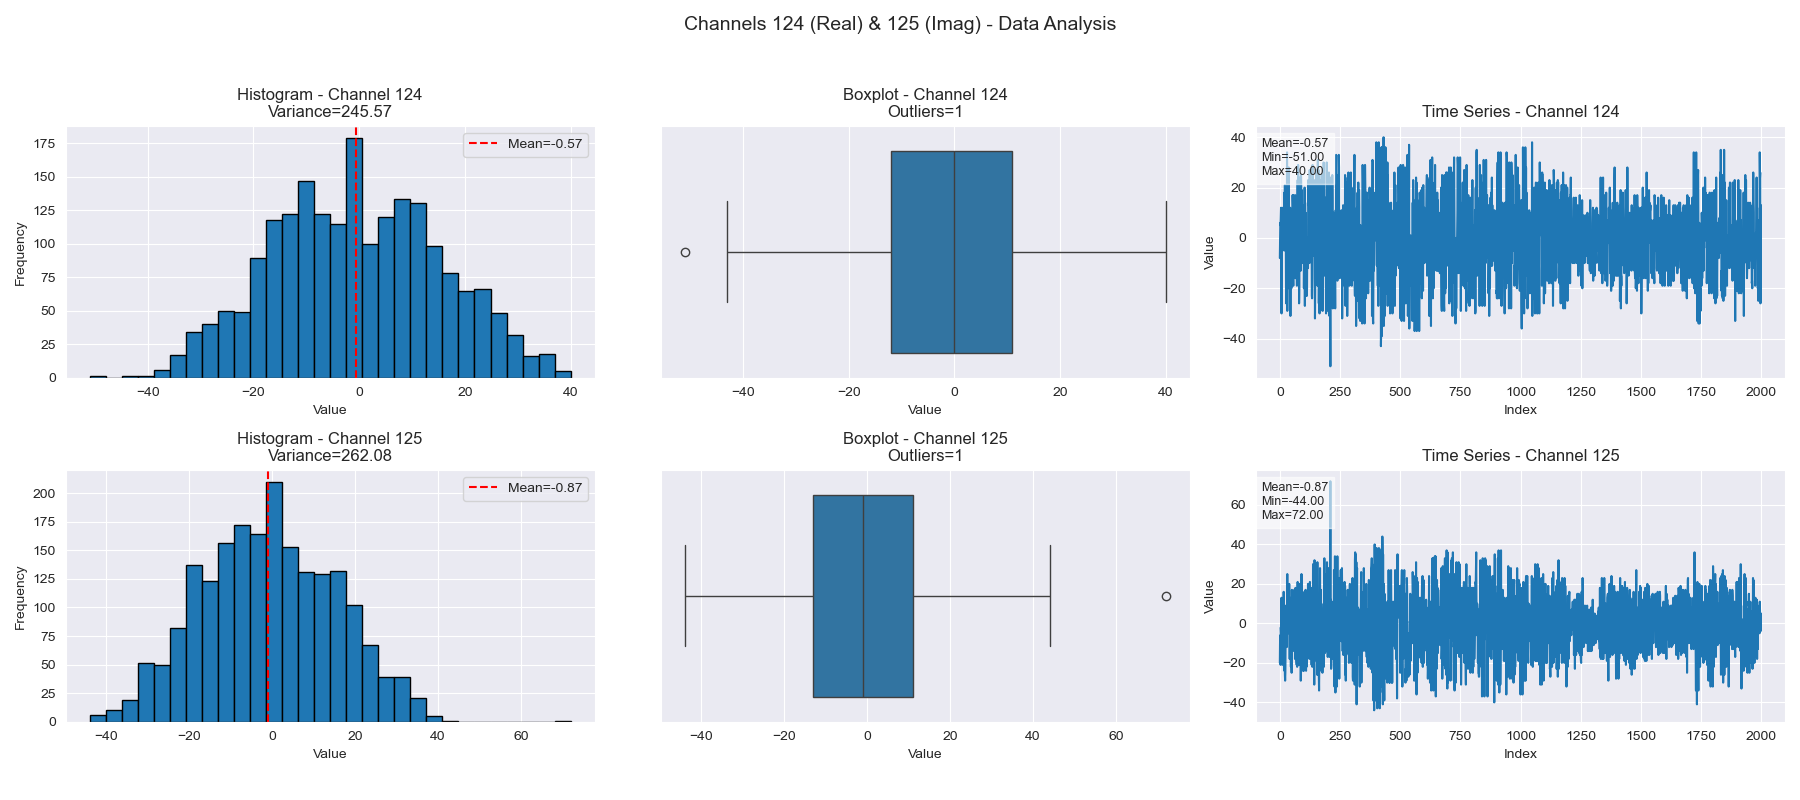 Channels 124 (Real) & 125 (Imag) - Data Analysis
Histogram - Channel 124
Variance=245.57
Mean=-0.57
Frequency
175
150
125
100
75
50
25
0
−40
−20
0
20
40
Value
Boxplot - Channel 124
Outliers=1
−40
−20
0
20
40
Value
Time Series - Channel 124
Mean=-0.57
Min=-51.00
Max=40.00
Value
40
20
0
−20
−40
0
250
500
750
1000
1250
1500
1750
2000
Index
Histogram - Channel 125
Variance=262.08
Mean=-0.87
Frequency
200
175
150
125
100
75
50
25
0
−40
−20
0
20
40
60
Value
Boxplot - Channel 125
Outliers=1
−40
−20
0
20
40
60
Value
Time Series - Channel 125
Mean=-0.87
Min=-44.00
Max=72.00
Value
60
40
20
0
−20
−40
0
250
500
750
1000
1250
1500
1750
2000
Index